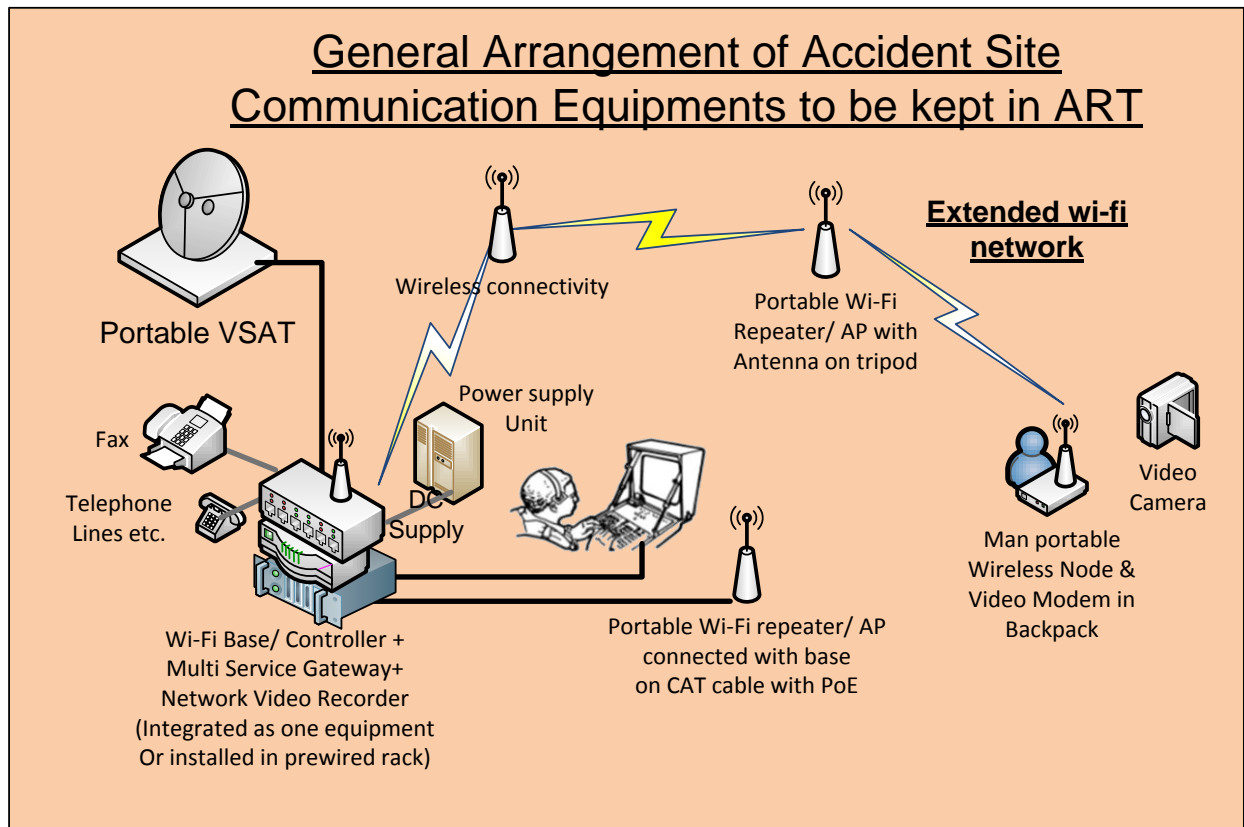 General Arrangement of Accident Site
Communication Equipments to be kept in ART
Extended wi-fi
network
Wireless connectivity
Portable Wi-Fi
Repeater/ AP with
Antenna on tripod
Portable VSAT
Power supply
Unit
Fax
Telephone
Lines etc.
DC
Supply
Video
Camera
Man portable
Wireless Node &
Video Modem in
Backpack
Portable Wi-Fi repeater/ AP
connected with base
on CAT cable with PoE
Wi-Fi Base/ Controller +
Multi Service Gateway+
Network Video Recorder
(Integrated as one equipment
Or installed in prewired rack)